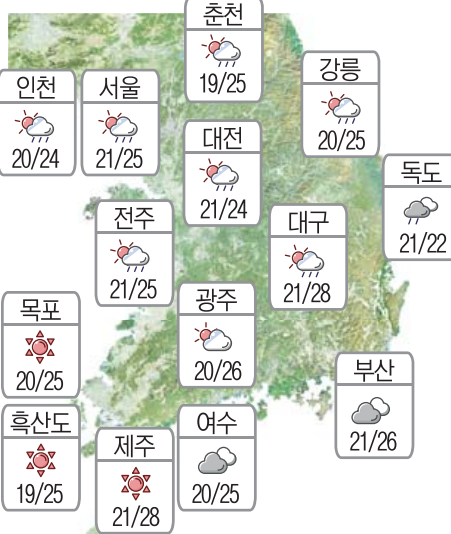 춘천
19/25
강릉
20/25
인천
20/24
서울
21/25
대전
21/24
독도
21/22
전주
21/25
대구
21/28
광주
20/26
목포
20/25
부산
21/26
흑산도
19/25
여수
20/25
제주
21/28